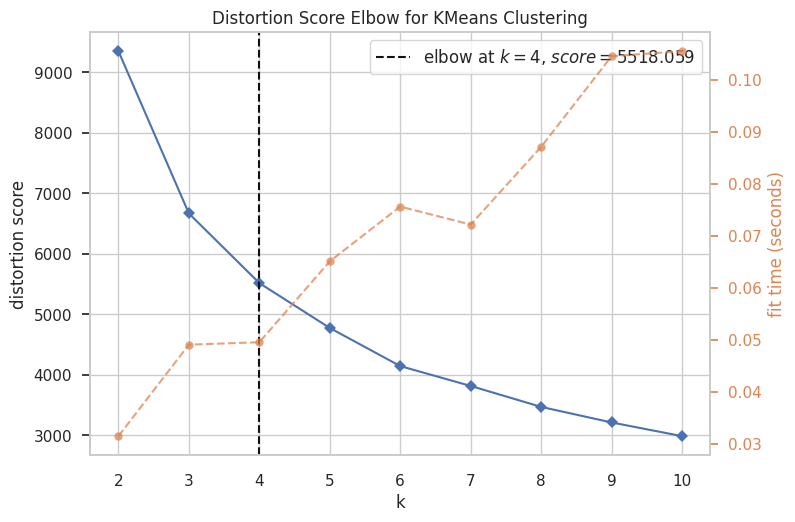 Distortion Score Elbow for KMeans Clustering
elbow at k = 4, score = 5518.059
distortion score
9000
8000
7000
6000
5000
4000
3000
0.10
0.09
0.08
0.07
0.06
0.05
0.04
0.03
fit time (seconds)
2 3 4 5 6 7 8 9 10
k